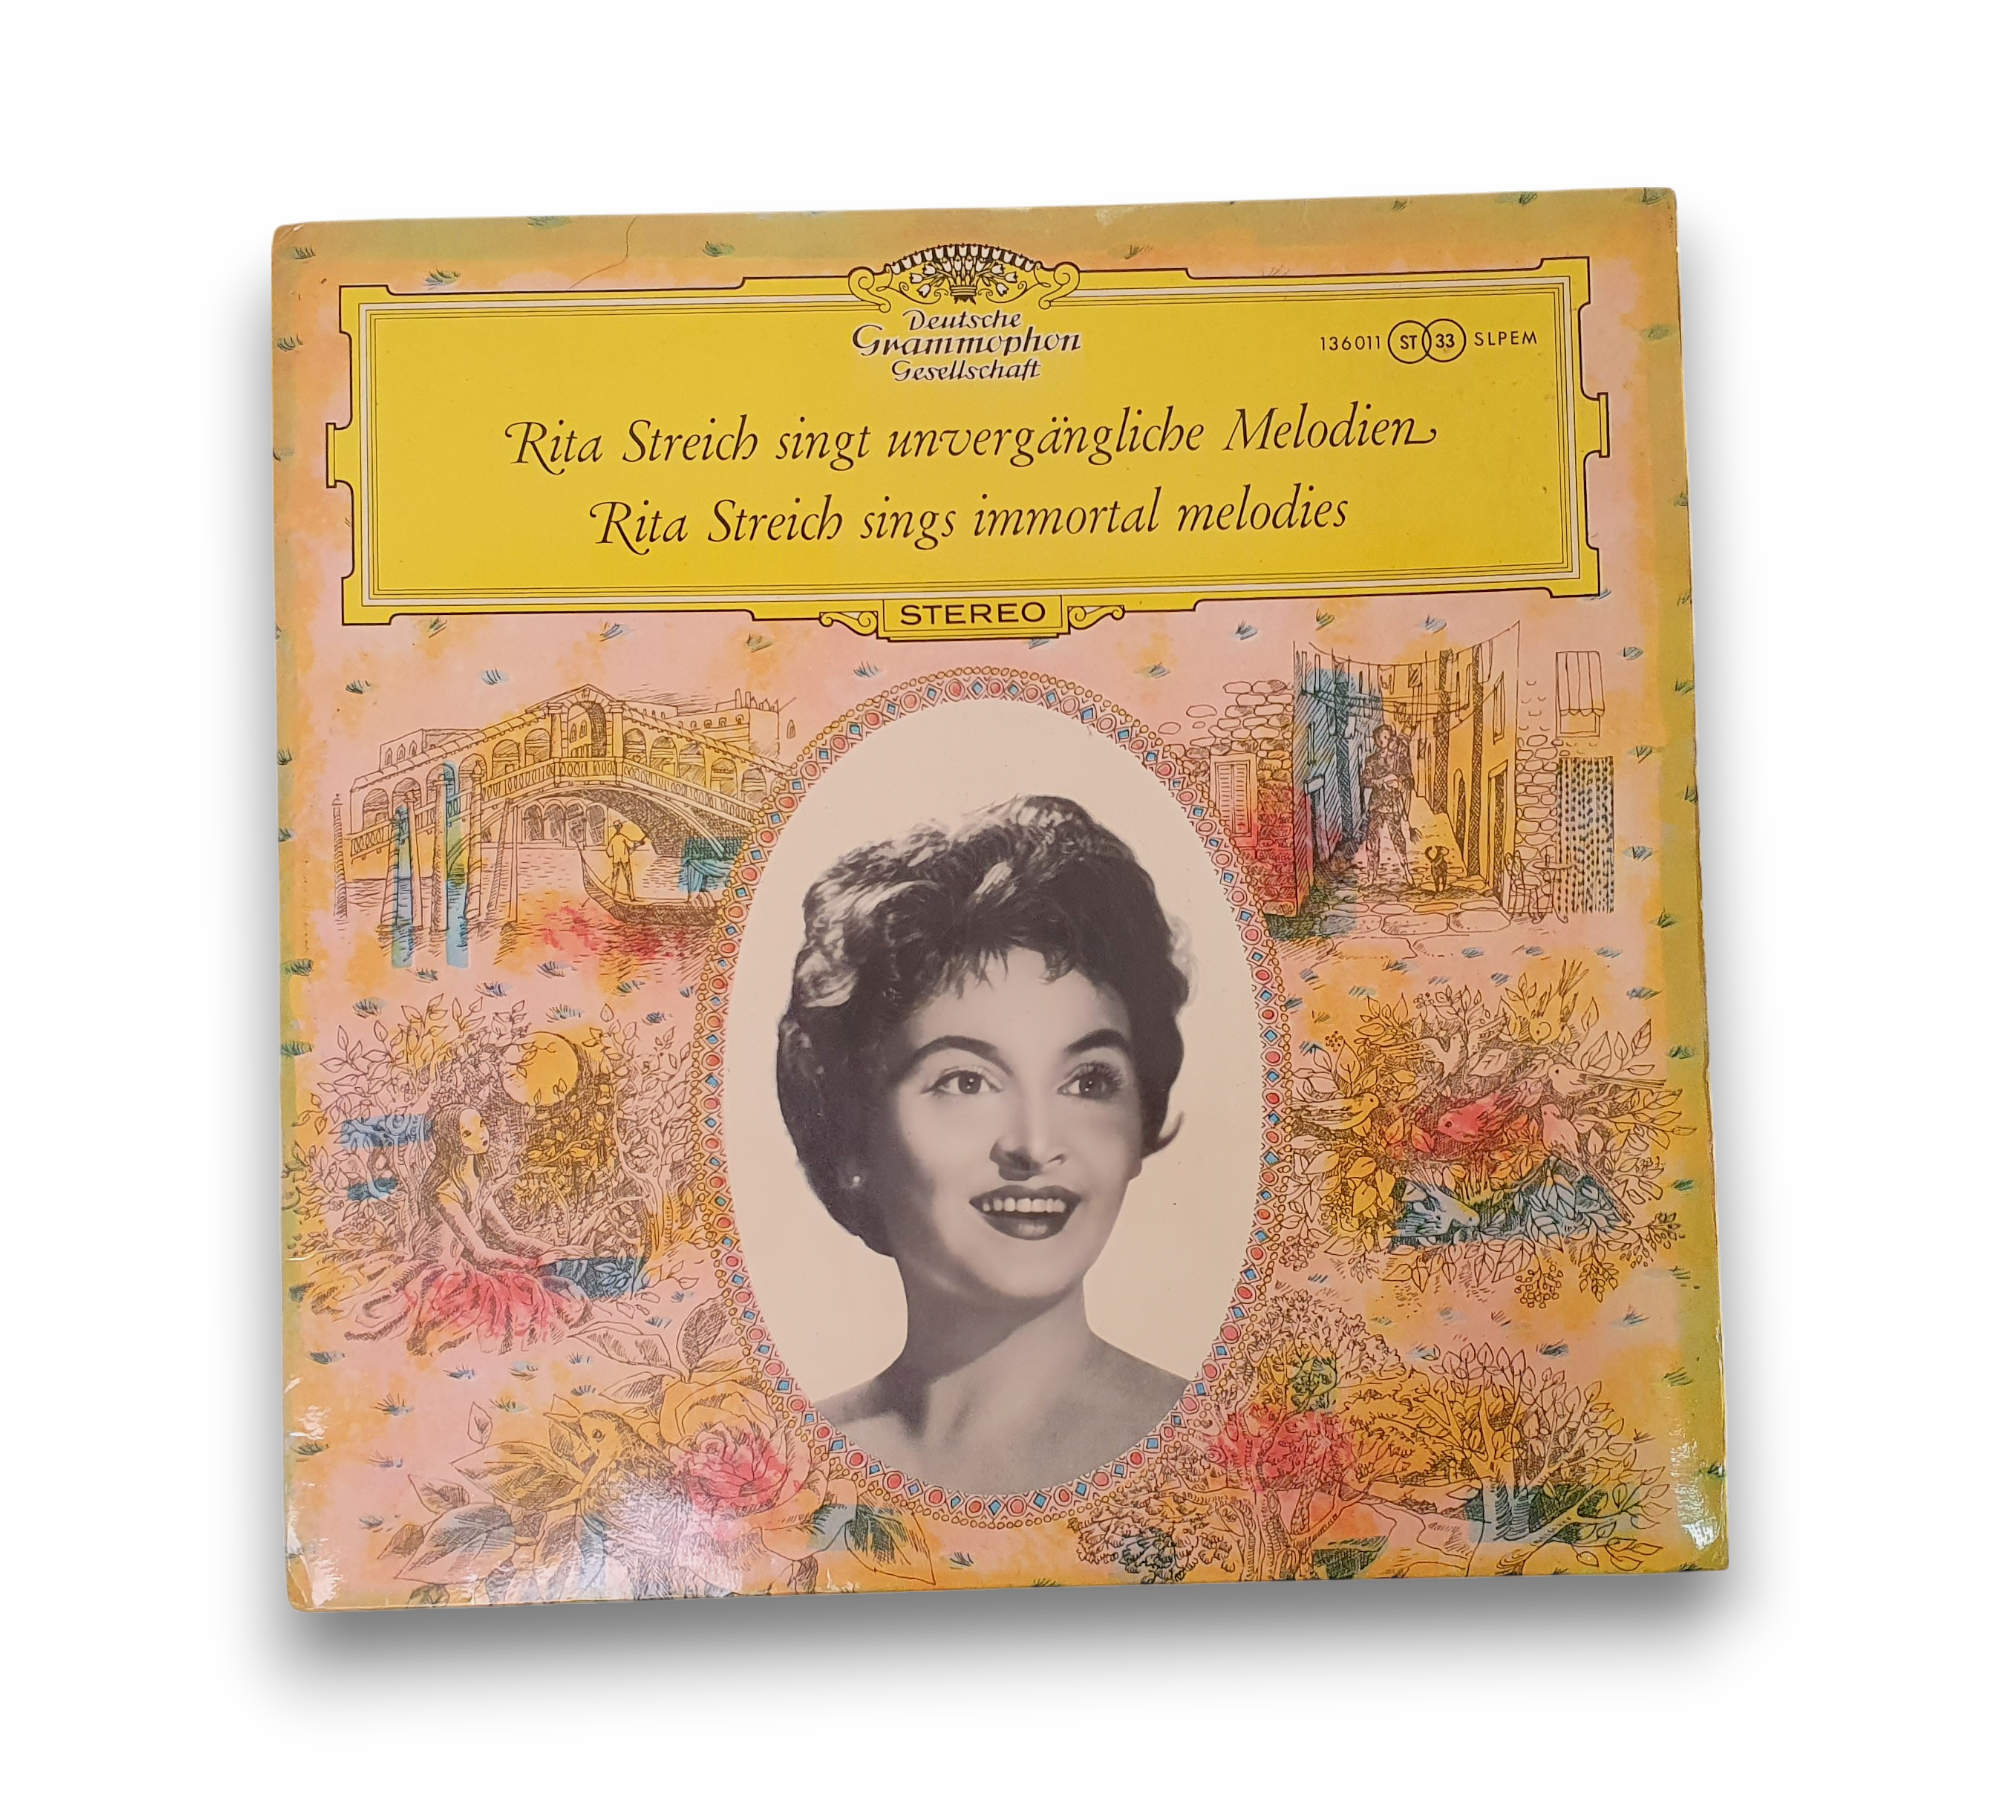 Deutsche
Grammophon
Gesellschaft
136011 ST 33 SLPEM
Rita Streich singt unvergängliche Melodien
Rita Streich sings immortal melodies
STEREO